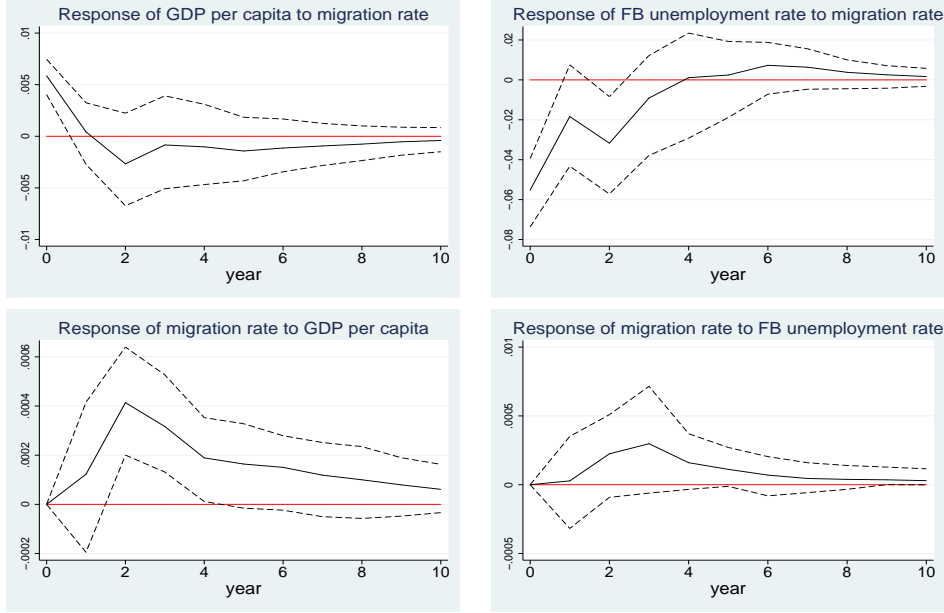 Response of GDP per capita to migration rate
.01
.005
0
-.005
-.01
0 2 4 6 8 10
year
Response of FB unemployment rate to migration rate
.02
0
-.02
-.04
-.06
-.08
0 2 4 6 8 10
year
Response of migration rate to GDP per capita
.0006
.0004
.0002
0
-.0002
0 2 4 6 8 10
year
Response of migration rate to FB unemployment rate
.001
.0005
0
-.0005
0 2 4 6 8 10
year